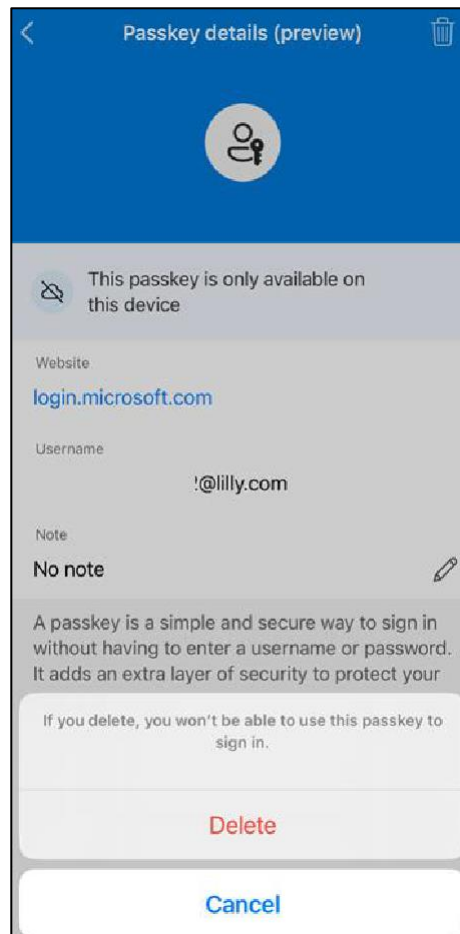 Passkey details (preview)
This passkey is only available on
this device
Website
login.microsoft.com
Username
!@lilly.com
Note
No note
A passkey is a simple and secure way to sign in
without having to enter a username or password.
It adds an extra layer of security to protect your
If you delete, you won't be able to use this passkey to
sign in.
Delete
Cancel